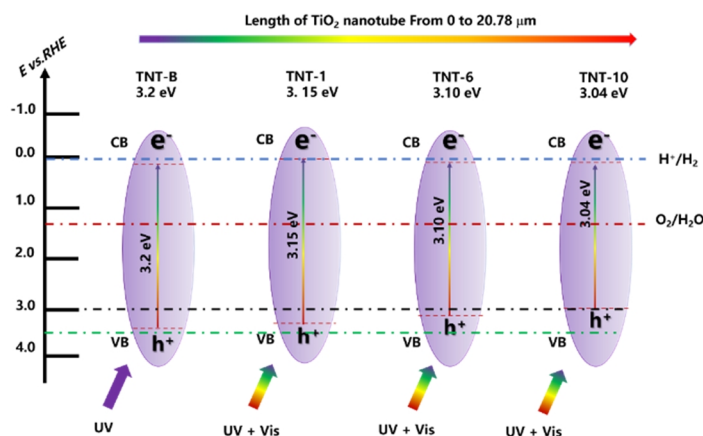 Length of TiO₂ nanotube From 0 to 20.78 µm
E vs.RHE
TNT-B
3.2 eV
TNT-1
3. 15 eV
TNT-6
3.10 eV
TNT-10
3.04 eV
-1.0
0.0
1.0
2.0
3.0
4.0
CB
e⁻
3.2 eV
h⁺
VB
CB
e⁻
3.15 eV
h⁺
VB
CB
e⁻
3.10 eV
h⁺
VB
CB
e⁻
3.04 eV
h⁺
VB
H⁺/H₂
O₂/H₂O
UV
UV + Vis
UV + Vis
UV + Vis